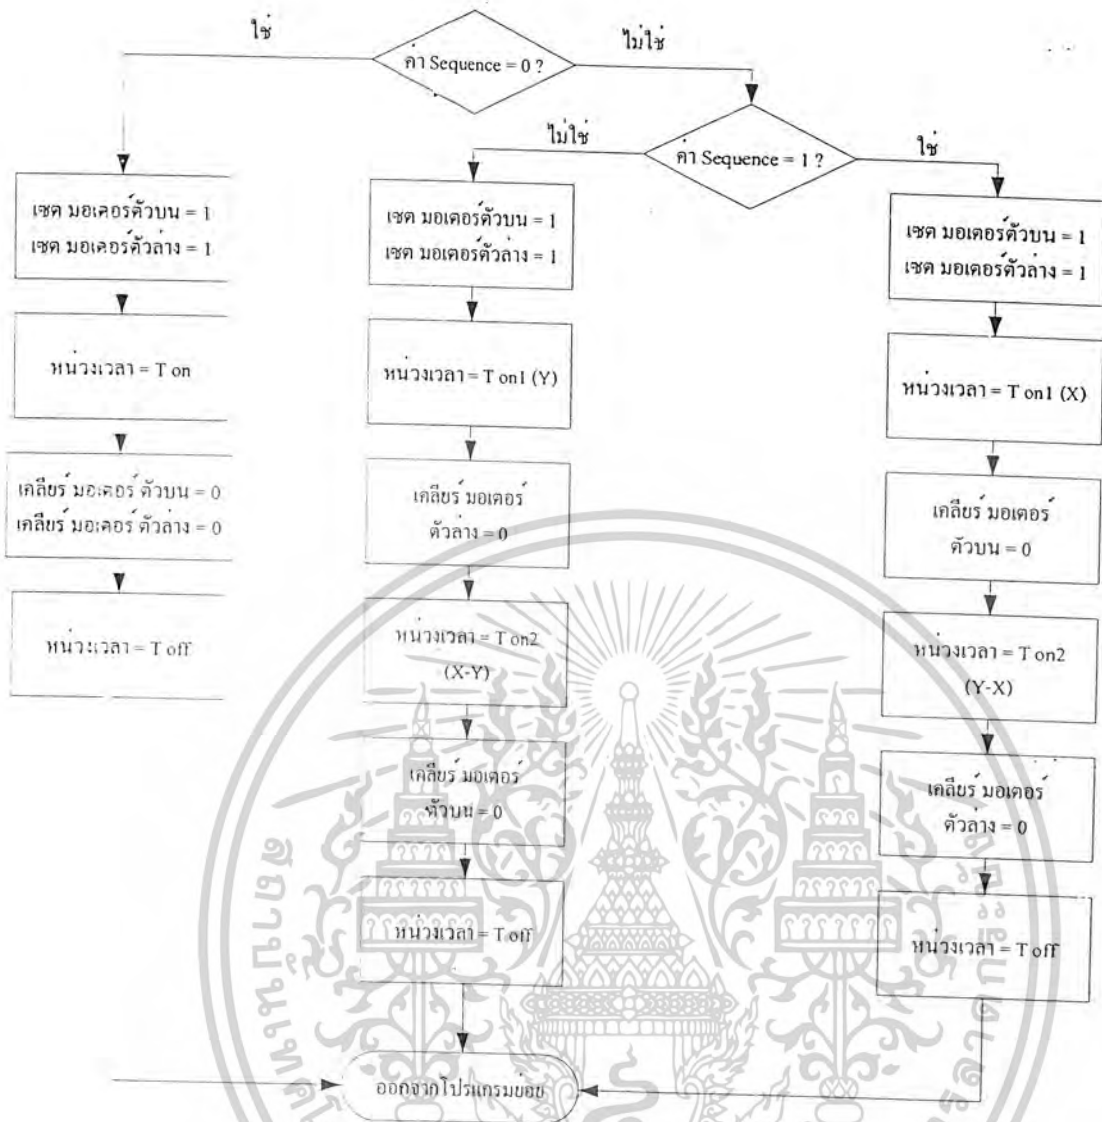 ใช่
ค่า Sequence = 0 ?
ไม่ใช่
ไม่ใช่
ค่า Sequence = 1 ?
ใช่
เซต มอเตอร์ตัวบน = 1
เซต มอเตอร์ตัวล่าง = 1
หน่วงเวลา = T on
เคลียร์ มอเตอร์ ตัวบน = 0
เคลียร์ มอเตอร์ ตัวล่าง = 0
หน่วงเวลา = T off
เซต มอเตอร์ตัวบน = 1
เซต มอเตอร์ตัวล่าง = 1
หน่วงเวลา = T on1 (Y)
เคลียร์ มอเตอร์
ตัวล่าง = 0
หน่วงเวลา = T on2
(X-Y)
เคลียร์ มอเตอร์
ตัวบน = 0
หน่วงเวลา = T off
เซต มอเตอร์ตัวบน = 1
เซต มอเตอร์ตัวล่าง = 1
หน่วงเวลา = T on1 (X)
เคลียร์ มอเตอร์
ตัวบน = 0
หน่วงเวลา = T on2
(Y-X)
เคลียร์ มอเตอร์
ตัวล่าง = 0
หน่วงเวลา = T off
ออกจากโปรแกรมย่อย